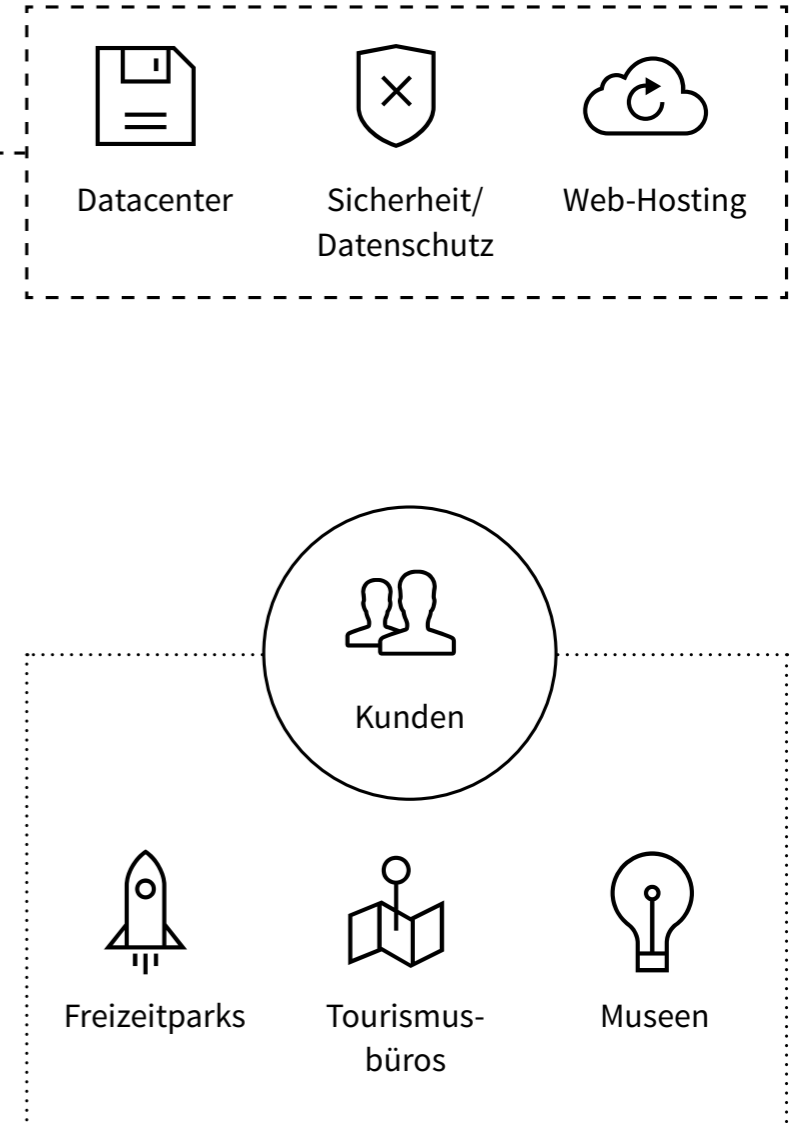 Datacenter
Sicherheit/
Datenschutz
Web-Hosting
Kunden
Freizeitparks
Tourismus-
büros
Museen